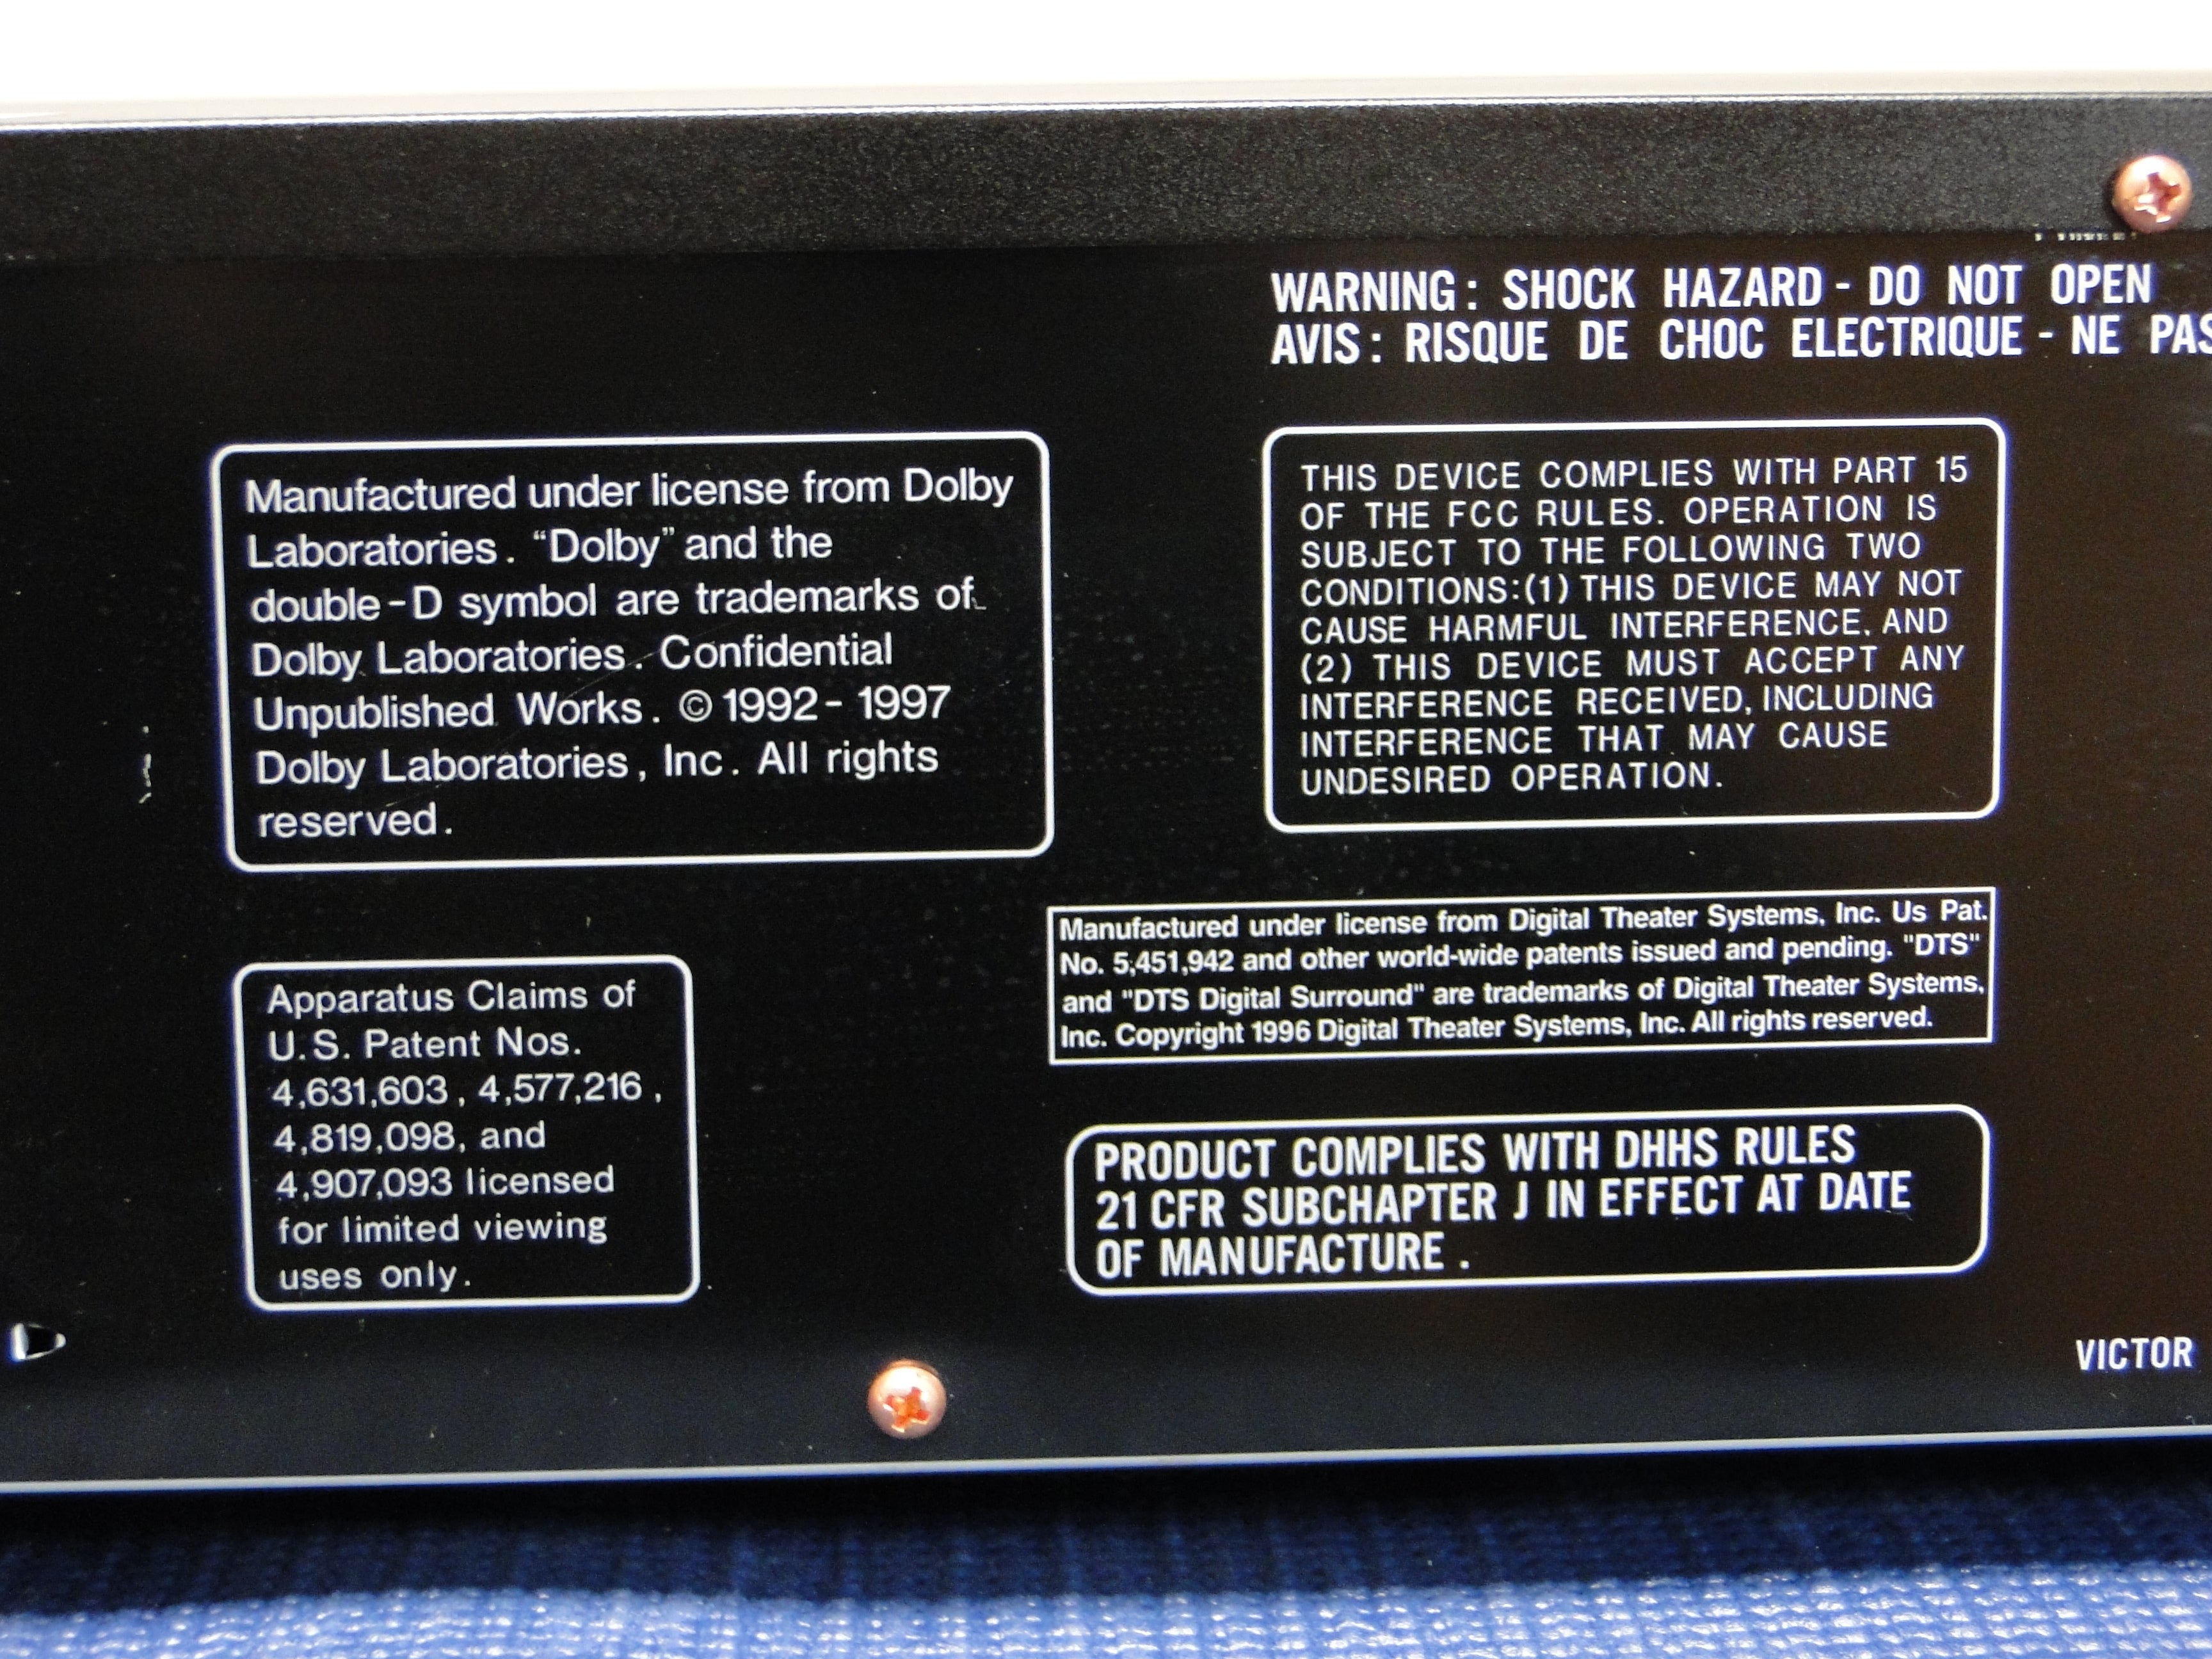 WARNING: SHOCK HAZARD - DO NOT OPEN
AVIS: RISQUE DE CHOC ELECTRIQUE - NE PAS
Manufactured under license from Dolby
Laboratories. “Dolby” and the
double-D symbol are trademarks of
Dolby Laboratories. Confidential
Unpublished Works. © 1992-1997
Dolby Laboratories, Inc. All rights
reserved.
THIS DEVICE COMPLIES WITH PART 15
OF THE FCC RULES. OPERATION IS
SUBJECT TO THE FOLLOWING TWO
CONDITIONS:(1) THIS DEVICE MAY NOT
CAUSE HARMFUL INTERFERENCE, AND
(2) THIS DEVICE MUST ACCEPT ANY
INTERFERENCE RECEIVED, INCLUDING
INTERFERENCE THAT MAY CAUSE
UNDESIRED OPERATION.
Manufactured under license from Digital Theater Systems, Inc. Us Pat.
No. 5,451,942 and other world-wide patents issued and pending. "DTS"
and "DTS Digital Surround" are trademarks of Digital Theater Systems,
Inc. Copyright 1996 Digital Theater Systems, Inc. All rights reserved.
Apparatus Claims of
U.S. Patent Nos.
4,631,603, 4,577,216,
4,819,098, and
4,907,093 licensed
for limited viewing
uses only.
PRODUCT COMPLIES WITH DHHS RULES
21 CFR SUBCHAPTER J IN EFFECT AT DATE
OF MANUFACTURE.
VICTOR